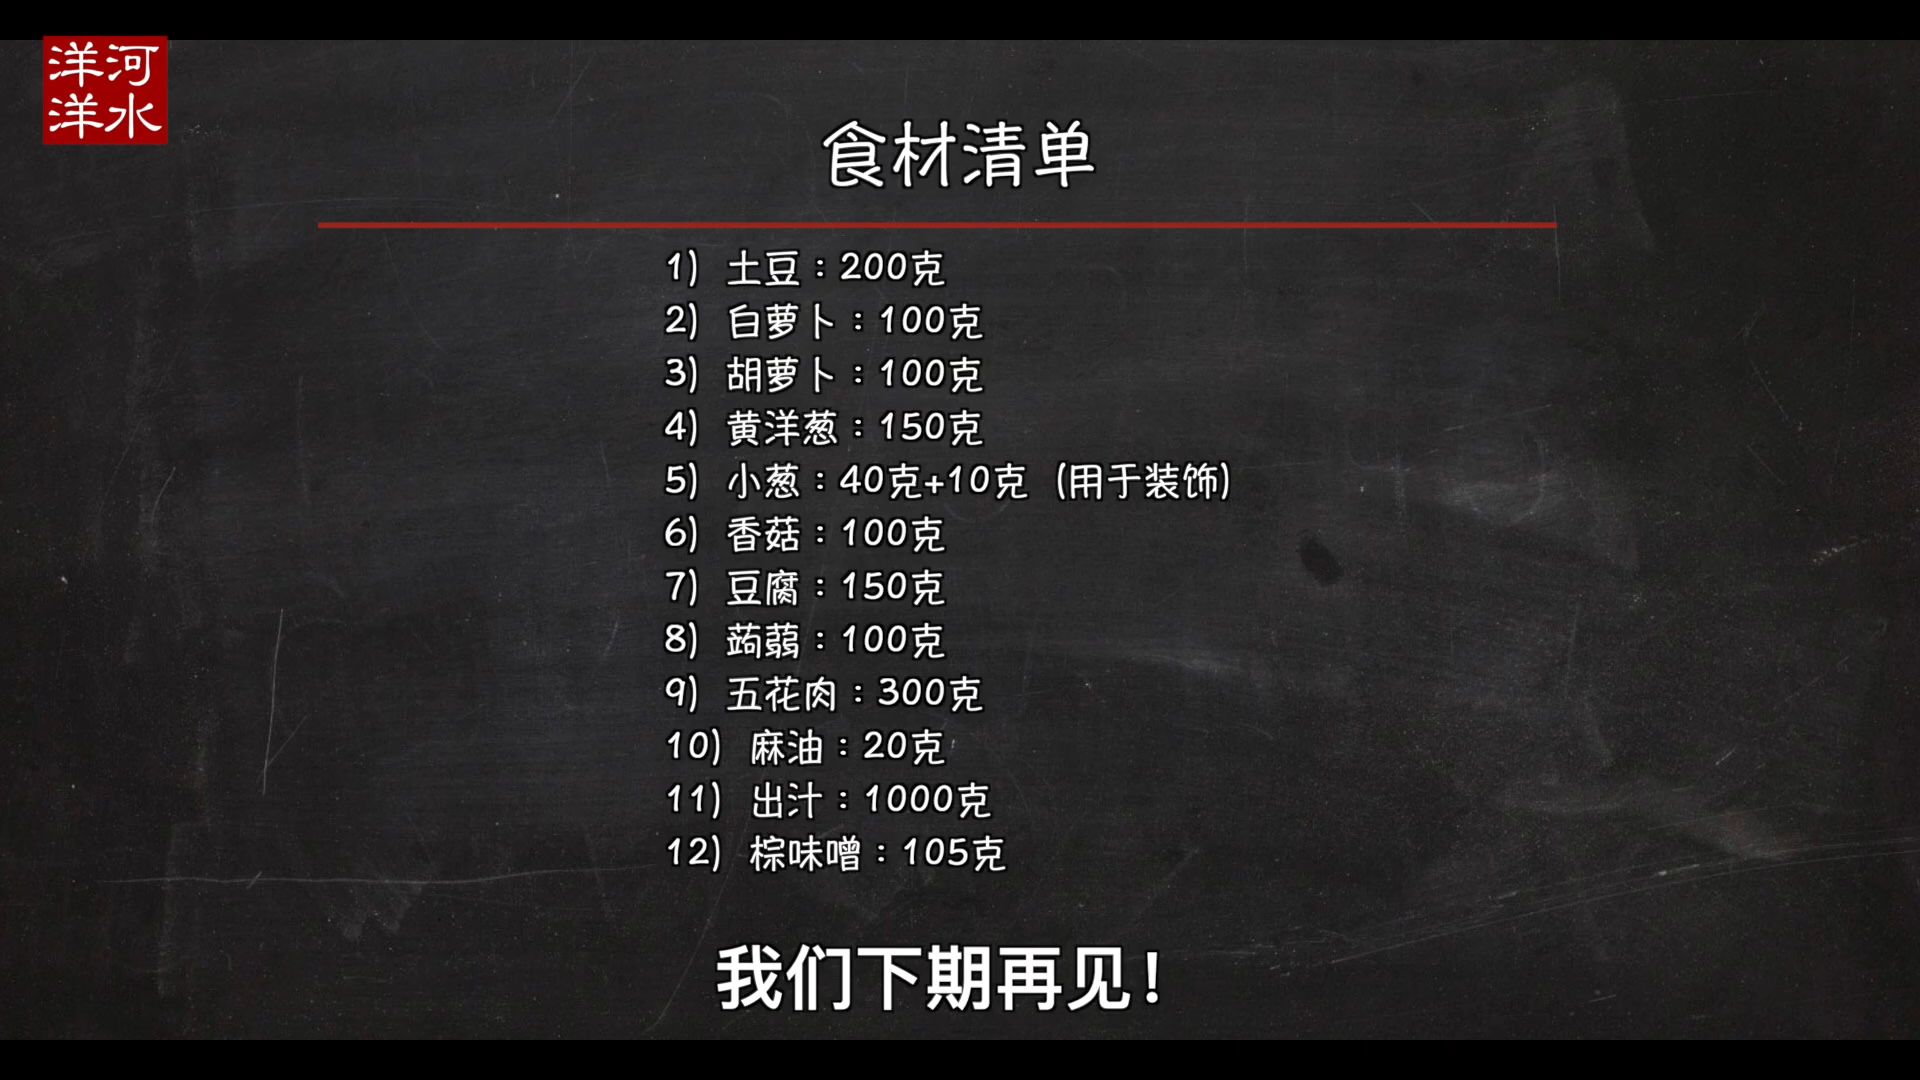 河水
洋洋
食材清单
1) 土豆：200克
2) 白萝卜：100克
3) 胡萝卜：100克
4) 黄洋葱：150克
5) 小葱：40克+10克 (用于装饰)
6) 香菇：100克
7) 豆腐：150克
8) 蒟蒻：100克
9) 五花肉：300克
10) 麻油：20克
11) 出汁：1000克
12) 棕味噌：105克
我们下期再见！